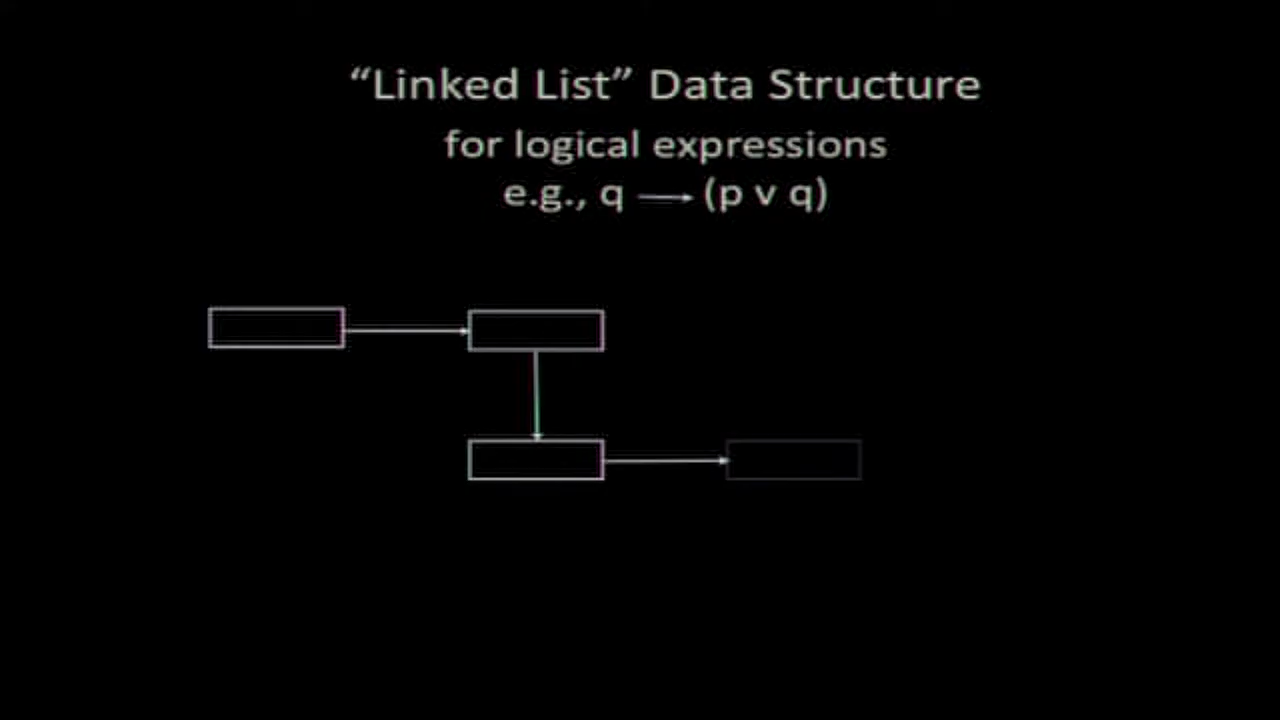 “Linked List” Data Structure
for logical expressions
e.g., q ⟶ (p v q)